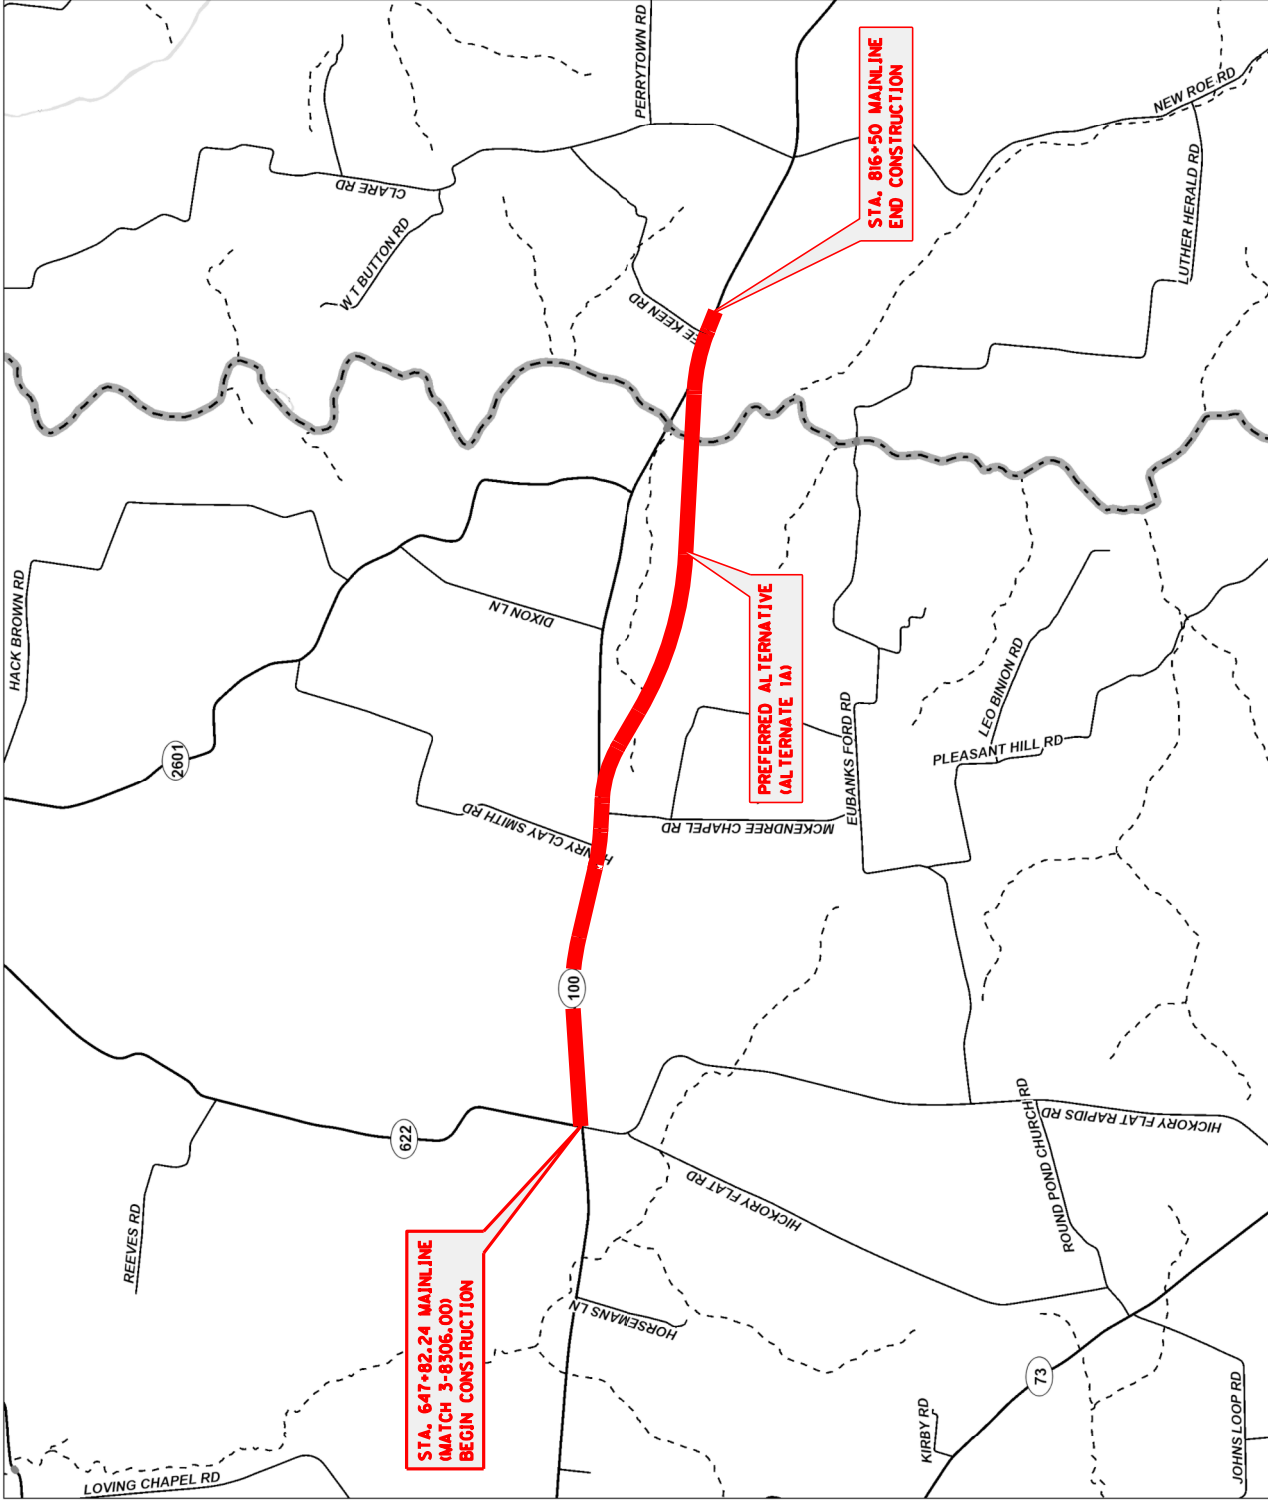 HACK BROWN RD
2601
LOVING CHAPEL RD
REEVES RD
622
STA. 647+82.24 MAINLINE
(MATCH 3-8306.00)
BEGIN CONSTRUCTION
HORSEMANS LN
HICKORY FLAT RD
100
HENRY CLAY SMITH RD
DIXON LN
W T BUTTON RD
CLARE RD
PERRYTOWN RD
EE KEEN RD
STA. 816+50 MAINLINE
END CONSTRUCTION
PREFERRED ALTERNATIVE
(ALTERNATE 1A)
MCKENDREE CHAPEL RD
EUBANKS FORD RD
PLEASANT HILL RD
LEO BINION RD
LUTHER HERALD RD
NEW ROE RD
HICKORY FLAT RAPIDS RD
ROUND POND CHURCH RD
KIRBY RD
73
JOHNS LOOP RD